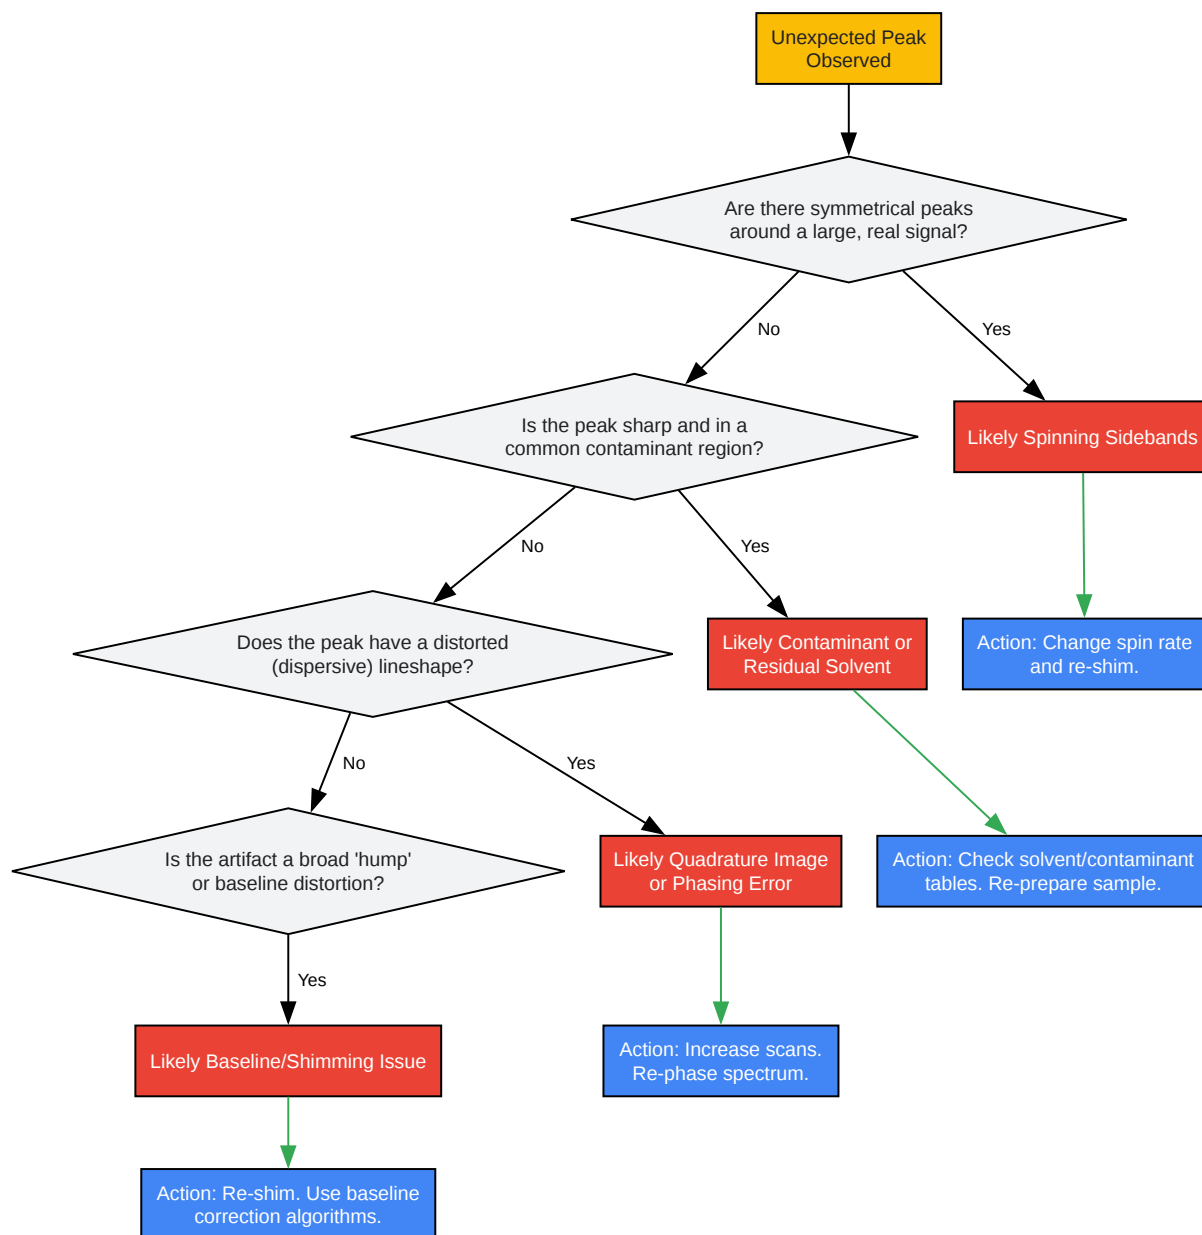 Unexpected Peak
Observed
Are there symmetrical peaks
around a large, real signal?
No
Yes
Is the peak sharp and in a
common contaminant region?
Likely Spinning Sidebands
No
Yes
Does the peak have a distorted
(dispersive) lineshape?
Likely Contaminant or
Residual Solvent
Action: Change spin rate
and re-shim.
No
Yes
Is the artifact a broad 'hump'
or baseline distortion?
Likely Quadrature Image
or Phasing Error
Action: Check solvent/contaminant
tables. Re-prepare sample.
Yes
Likely Baseline/Shimming Issue
Action: Increase scans.
Re-phase spectrum.
Action: Re-shim. Use baseline
correction algorithms.